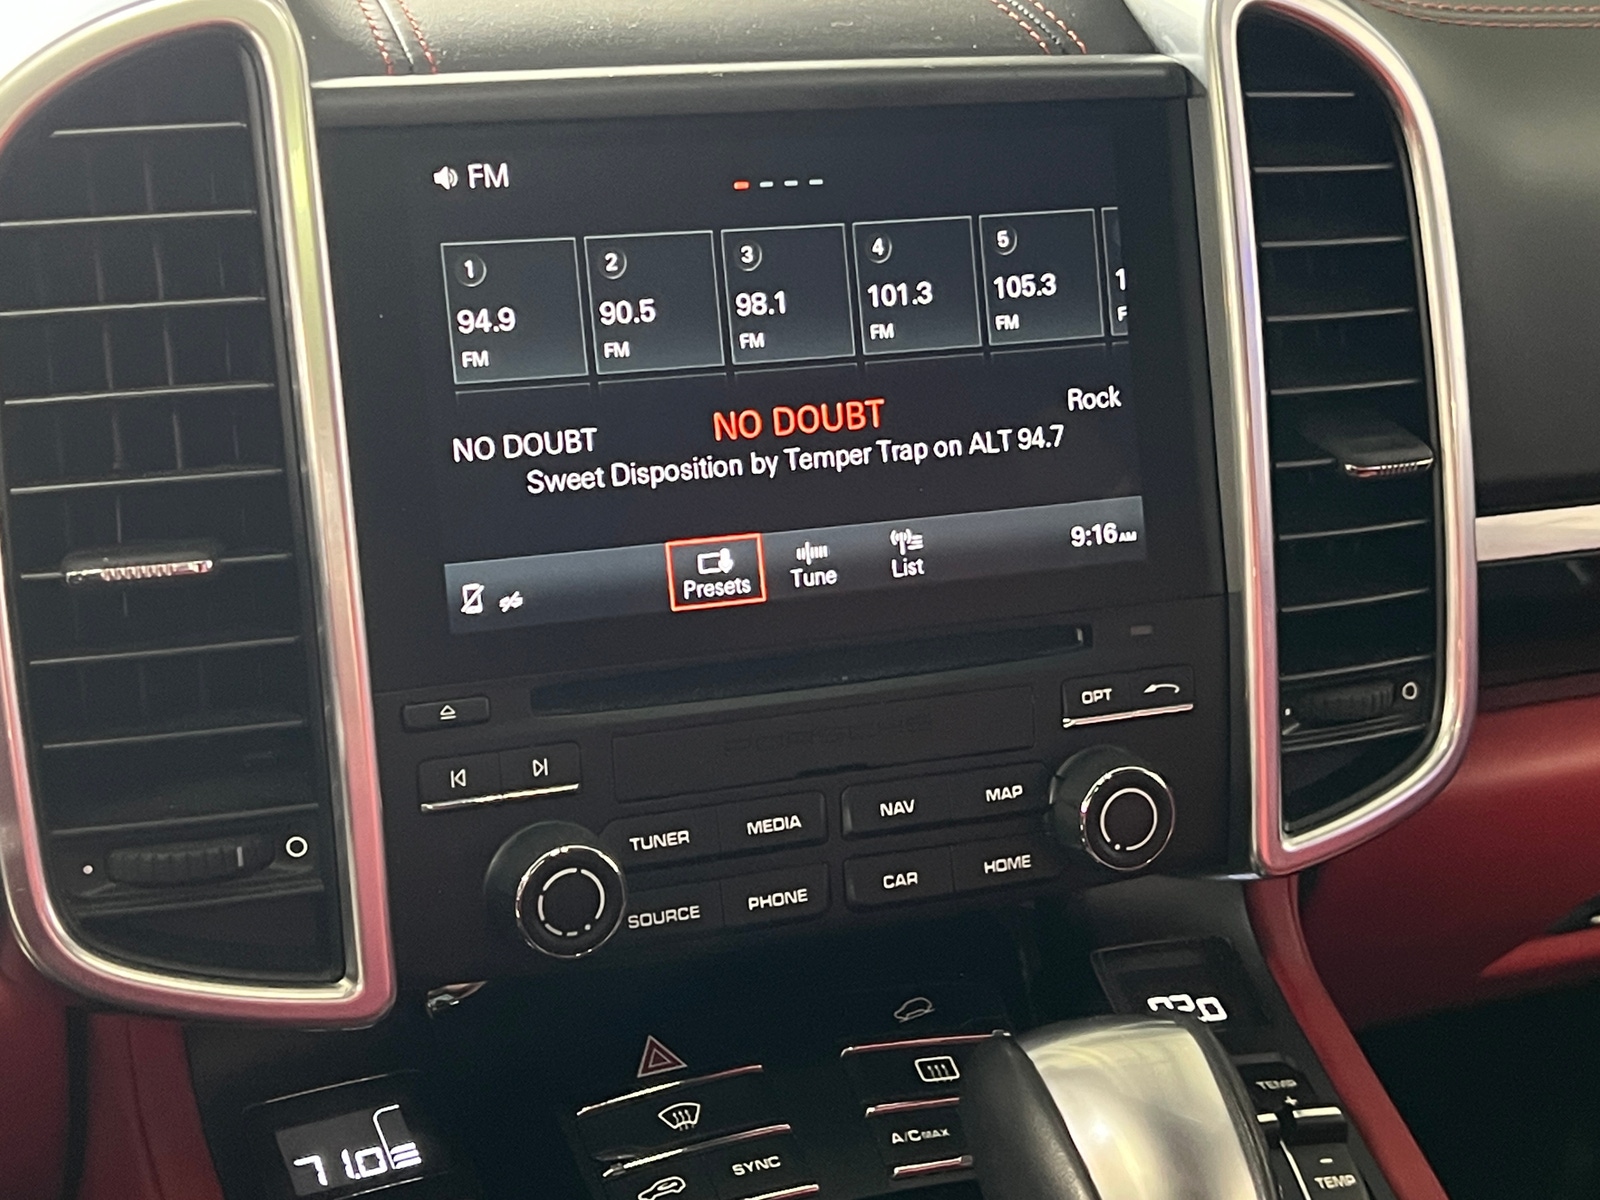 FM
1 2 3 4 5
94.9 90.5 98.1 101.3 105.3
FM FM FM FM FM
Rock
NO DOUBT
NO DOUBT
Sweet Disposition by Temper Trap on ALT 94.7
Presets Tune List 9:16AM
OPT
TUNER MEDIA NAV MAP
SOURCE PHONE CAR HOME
TEMP
+
A/C MAX
71.0
SYNC
-
TEMP